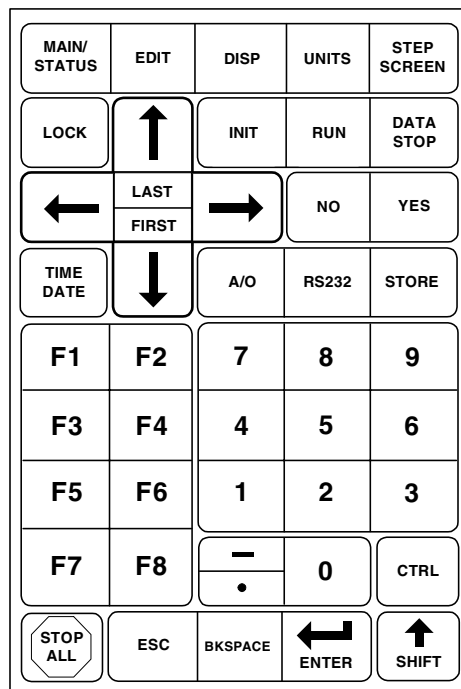 MAIN/
STATUS
EDIT
DISP
UNITS
STEP
SCREEN
LOCK
INIT
RUN
DATA
STOP
LAST
FIRST
NO
YES
TIME
DATE
A/O
RS232
STORE
F1
F2
7
8
9
F3
F4
4
5
6
F5
F6
1
2
3
F7
F8
–
•
0
CTRL
STOP
ALL
ESC
BKSPACE
ENTER
SHIFT